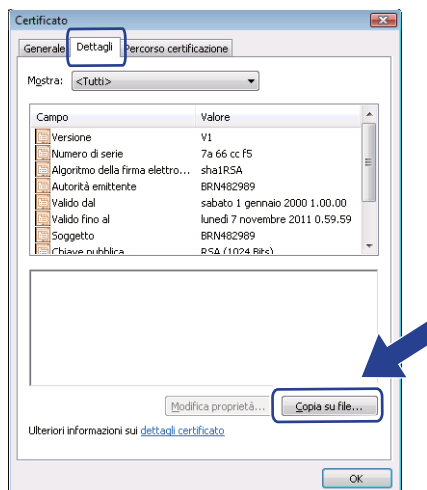 Certificato
Generale Dettagli Percorso certificazione
Mostra: <Tutti>
Campo Valore
Versione V1
Numero di serie 7a 66 cc f5
Algoritmo della firma elettro... sha1RSA
Autorità emittente BRN482989
Valido dal sabato 1 gennaio 2000 1.00.00
Valido fino al lunedì 7 novembre 2011 0.59.59
Soggetto BRN482989
Chiave pubblica RSA (1024 Bits)
Modifica proprietà... Copia su file...
Ulteriori informazioni sui dettagli certificato
OK